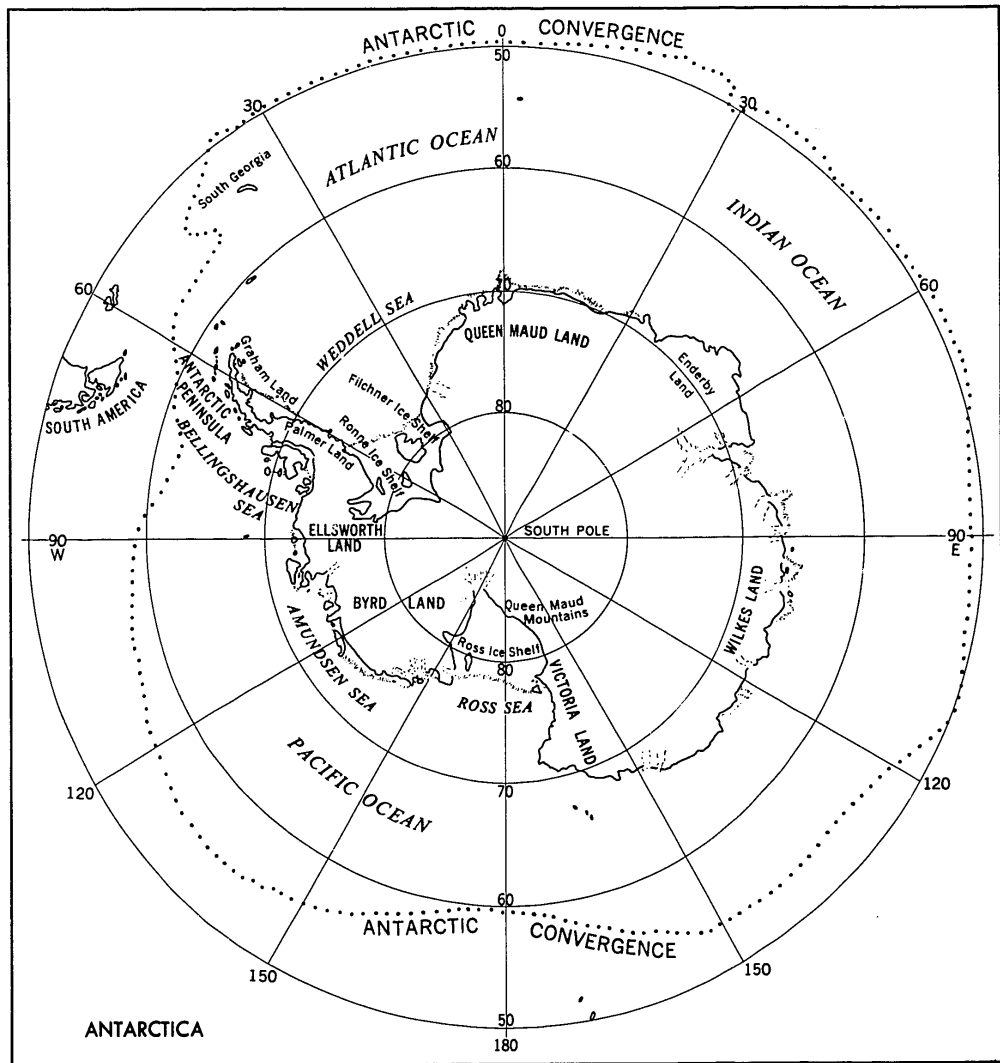 ANTARCTIC
0
CONVERGENCE
50
30
30
ATLANTIC OCEAN
South Georgia
60
INDIAN OCEAN
60
60
70
WEDDELL SEA
QUEEN MAUD LAND
Graham Land
Enderby
Land
ANTARCTIC
PENINSULA
Filchner Ice Shelf
80
SOUTH AMERICA
Palmer Land
Ronne Ice Shelf
BELLINGSHAUSEN
SEA
90
W
ELLSWORTH
LAND
SOUTH POLE
90
E
BYRD LAND
Queen Maud
Mountains
WILKES LAND
AMUNDSEN SEA
Ross Ice Shelf
80
VICTORIA LAND
ROSS SEA
PACIFIC OCEAN
120
70
120
60
ANTARCTIC
CONVERGENCE
150
150
50
ANTARCTICA
180